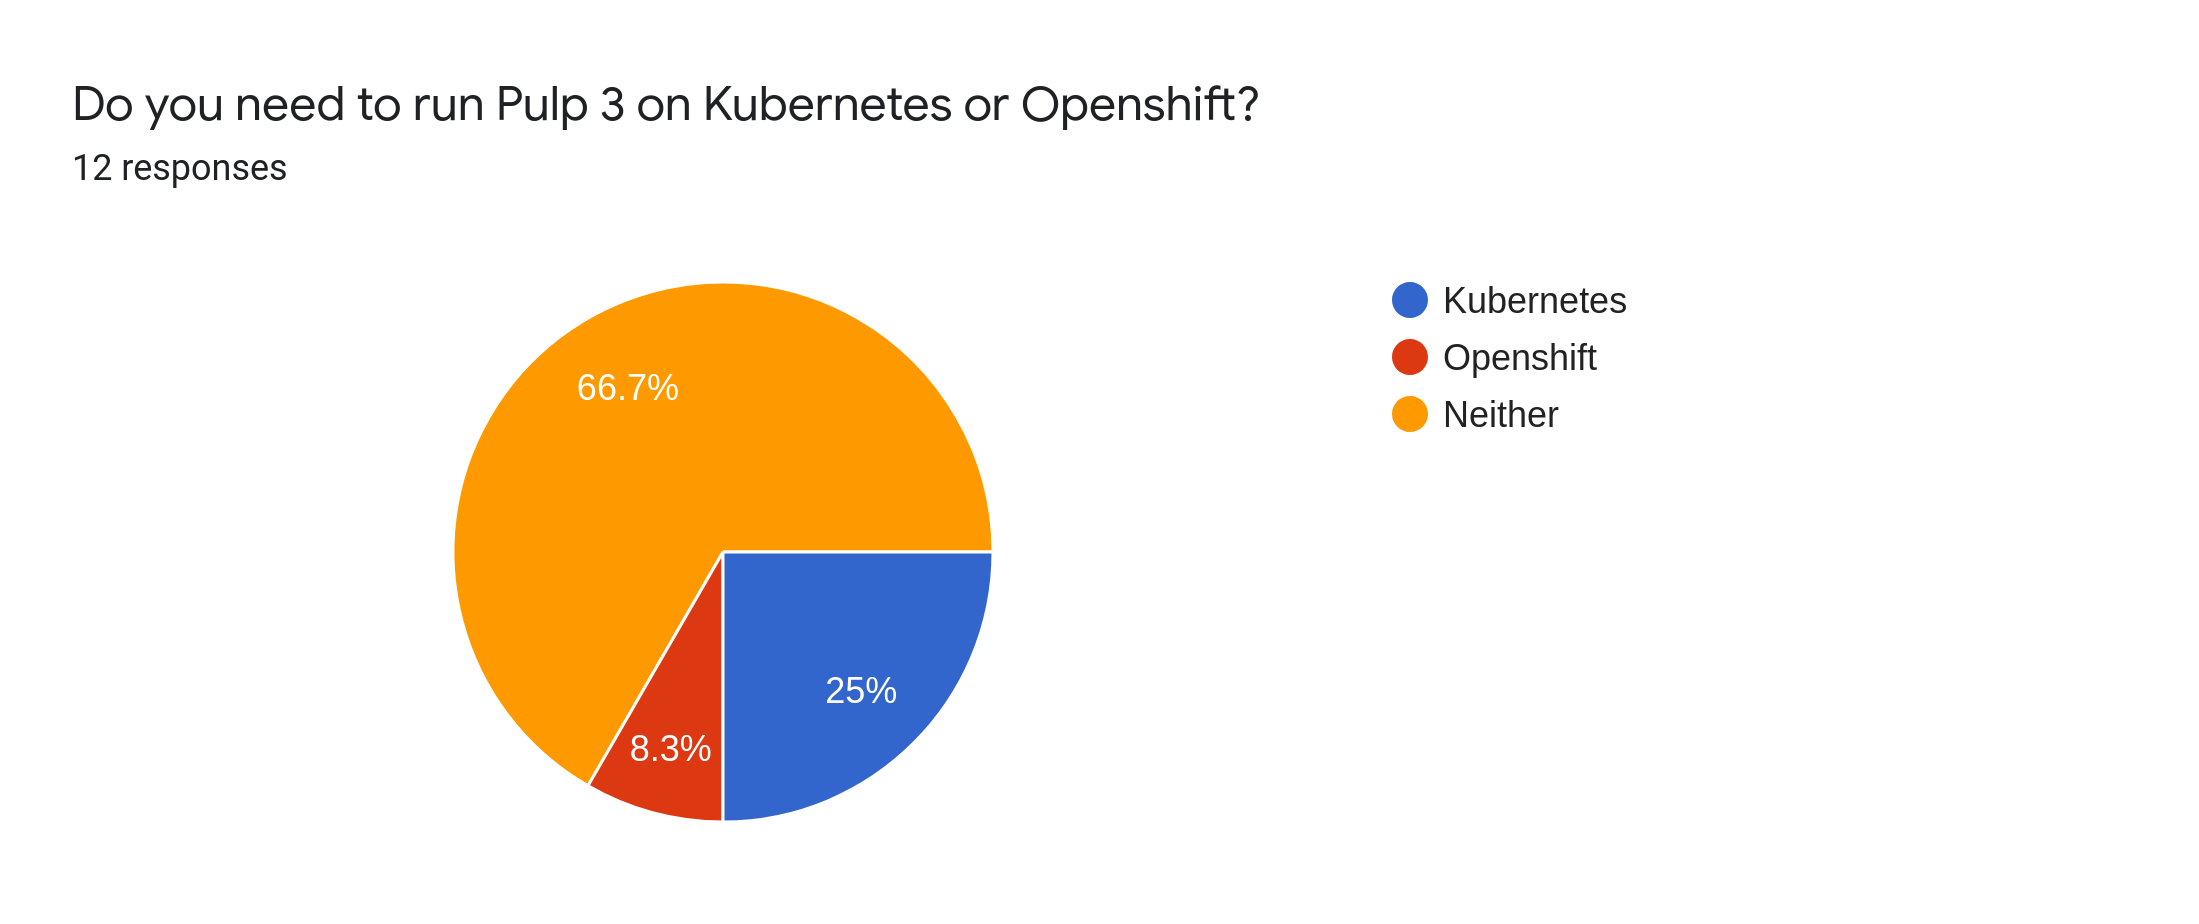 Do you need to run Pulp 3 on Kubernetes or Openshift?
12 responses
Kubernetes
Openshift
Neither
66.7%
25%
8.3%